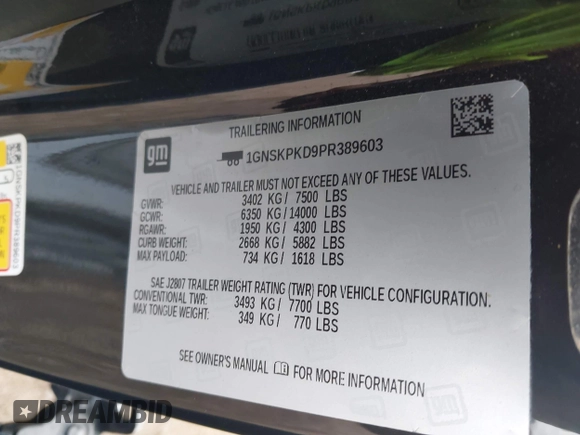 TRAILERING INFORMATION
gm
1GNSKPKD9PR389603
VEHICLE AND TRAILER MUST NOT EXCEED ANY OF THESE VALUES.
GVWR: 3402 KG/ 7500 LBS
GCWR: 6350 KG/ 14000 LBS
RGAWR: 1950 KG/ 4300 LBS
CURB WEIGHT: 2668 KG/ 5882 LBS
MAX PAYLOAD: 734 KG/ 1618 LBS
SAE J2807 TRAILER WEIGHT RATING (TWR) FOR VEHICLE CONFIGURATION.
CONVENTIONAL TWR: 3493 KG/ 7700 LBS
MAX TONGUE WEIGHT: 349 KG/ 770 LBS
SEE OWNER'S MANUAL FOR MORE INFORMATION
1GNSKPKD9PR389603
DREAMBID